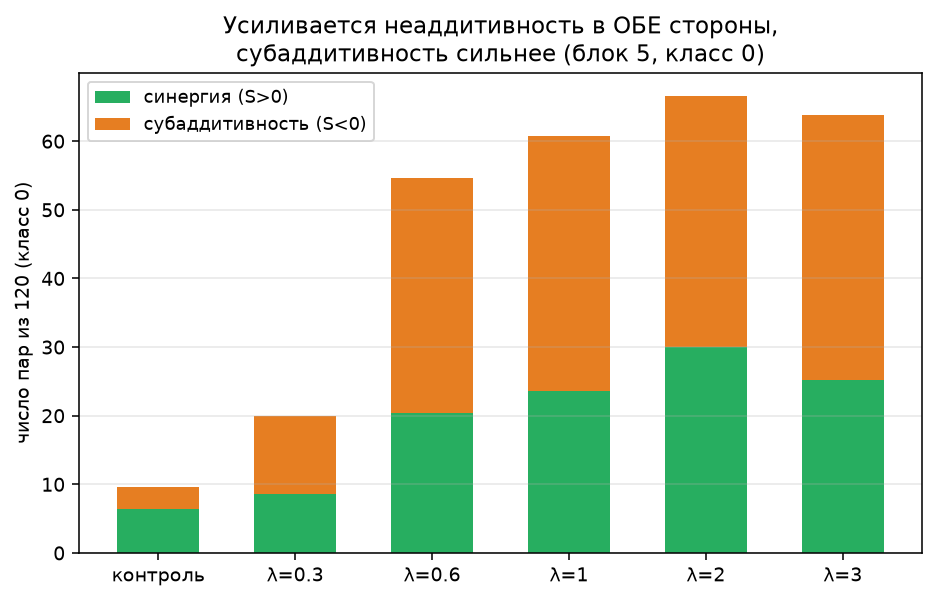 Усиливается неаддитивность в ОБЕ стороны,
субаддитивность сильнее (блок 5, класс 0)
синергия (S>0)
субаддитивность (S<0)
число пар из 120 (класс 0)
60
50
40
30
20
10
0
контроль
λ=0.3
λ=0.6
λ=1
λ=2
λ=3